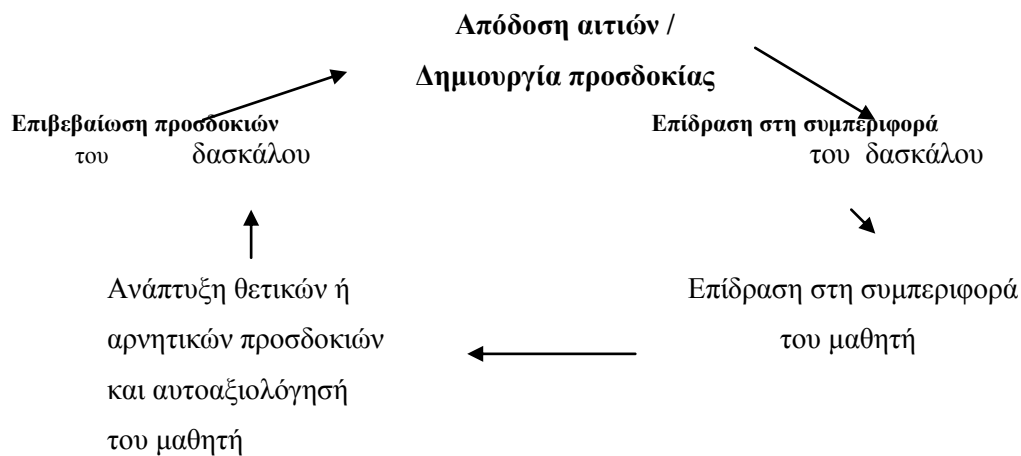 Απόδοση αιτιών /
Δημιουργία προσδοκίας
Επιβεβαίωση προσδοκιών
του δασκάλου
Επίδραση στη συμπεριφορά
του δασκάλου
Επίδραση στη συμπεριφορά
του μαθητή
Ανάπτυξη θετικών ή
αρνητικών προσδοκιών
και αυτοαξιολόγησή
του μαθητή